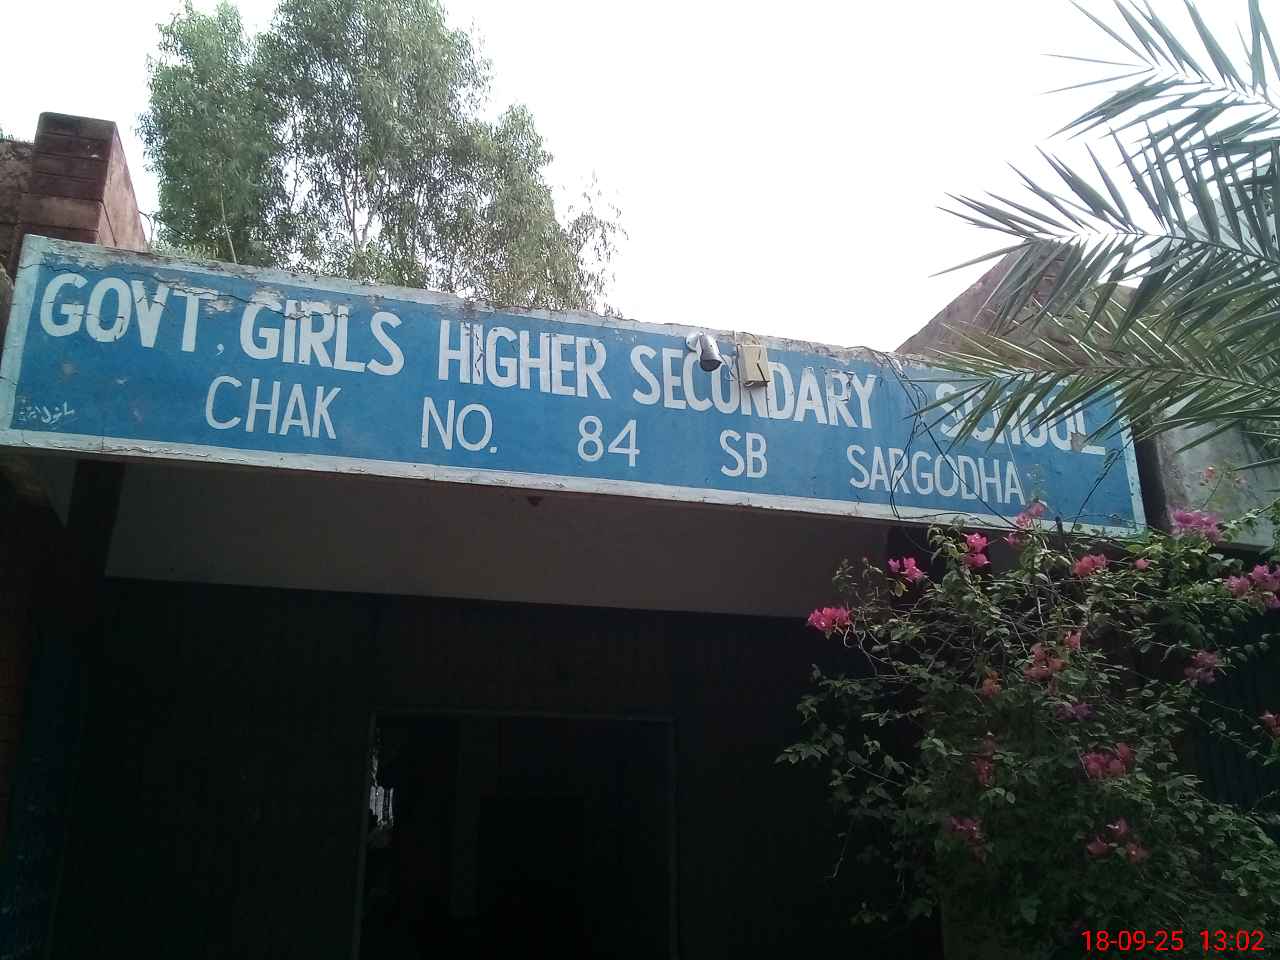 GOVT. GIRLS HIGHER SECONDARY SCHOOL
CHAK NO. 84 SB SARGODHA
18-09-25 13:02